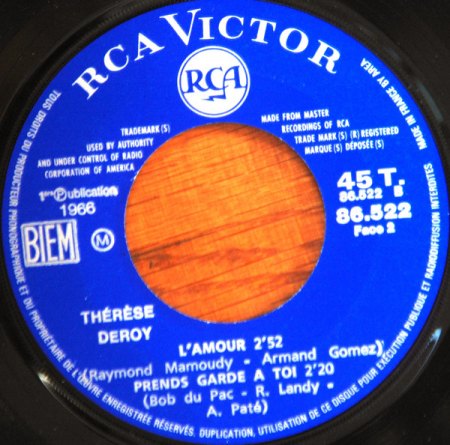 RCA VICTOR
RCA
TRADEMARK(S)
USED BY AUTHORITY
AND UNDER CONTROL OF RADIO
CORPORATION OF AMERICA
MADE FROM MASTER
RECORDINGS OF RCA
TRADE MARK(S) (R) REGISTERED
MARQUE(S) DÉPOSÉE(S)
1ère Ⓟublication
1966
BIEM
M
45 T.
86.522 B
86.522
Face 2
THÉRÈSE
DEROY
L'AMOUR 2'52
(Raymond Mamoudy - Armand Gomez)
PRENDS GARDE A TOI 2'20
(Bob du Pac - R. Landy -
A. Paté)
TOUS DROITS DU PRODUCTEUR PHONOGRAPHIQUE ET DU PROPRIÉTAIRE DE L'ŒUVRE ENREGISTRÉE RÉSERVÉS. DUPLICATION, UTILISATION DE CE DISQUE POUR EXÉCUTION PUBLIQUE ET RADIODIFFUSION INTERDITES
MADE IN FRANCE BY AREA